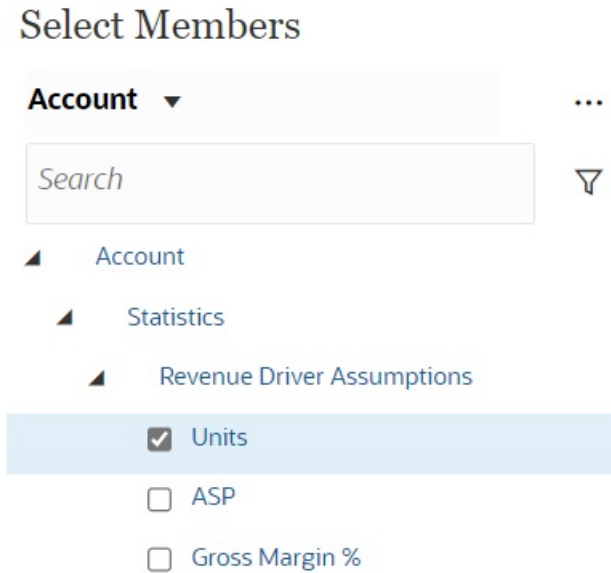 Select Members
Account
Search
Account
Statistics
Revenue Driver Assumptions
Units
ASP
Gross Margin %